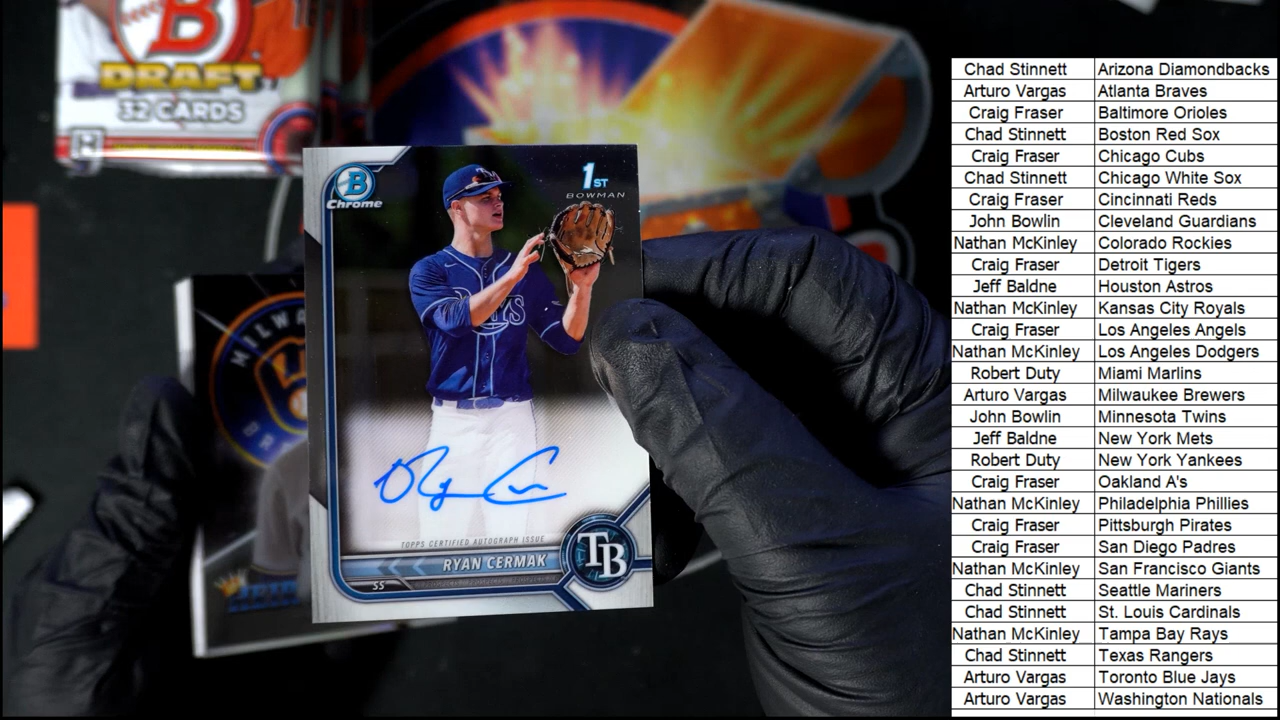 B
DRAFT
32 CARDS
B
Chrome
1ST
BOWMAN
RAYS
TOPPS CERTIFIED AUTOGRAPH ISSUE
RYAN CERMAK
SS
TB
MILWA
Chad Stinnett Arizona Diamondbacks
Arturo Vargas Atlanta Braves
Craig Fraser Baltimore Orioles
Chad Stinnett Boston Red Sox
Craig Fraser Chicago Cubs
Chad Stinnett Chicago White Sox
Craig Fraser Cincinnati Reds
John Bowlin Cleveland Guardians
Nathan McKinley Colorado Rockies
Craig Fraser Detroit Tigers
Jeff Baldne Houston Astros
Nathan McKinley Kansas City Royals
Craig Fraser Los Angeles Angels
Nathan McKinley Los Angeles Dodgers
Robert Duty Miami Marlins
Arturo Vargas Milwaukee Brewers
John Bowlin Minnesota Twins
Jeff Baldne New York Mets
Robert Duty New York Yankees
Craig Fraser Oakland A's
Nathan McKinley Philadelphia Phillies
Craig Fraser Pittsburgh Pirates
Craig Fraser San Diego Padres
Nathan McKinley San Francisco Giants
Chad Stinnett Seattle Mariners
Chad Stinnett St. Louis Cardinals
Nathan McKinley Tampa Bay Rays
Chad Stinnett Texas Rangers
Arturo Vargas Toronto Blue Jays
Arturo Vargas Washington Nationals